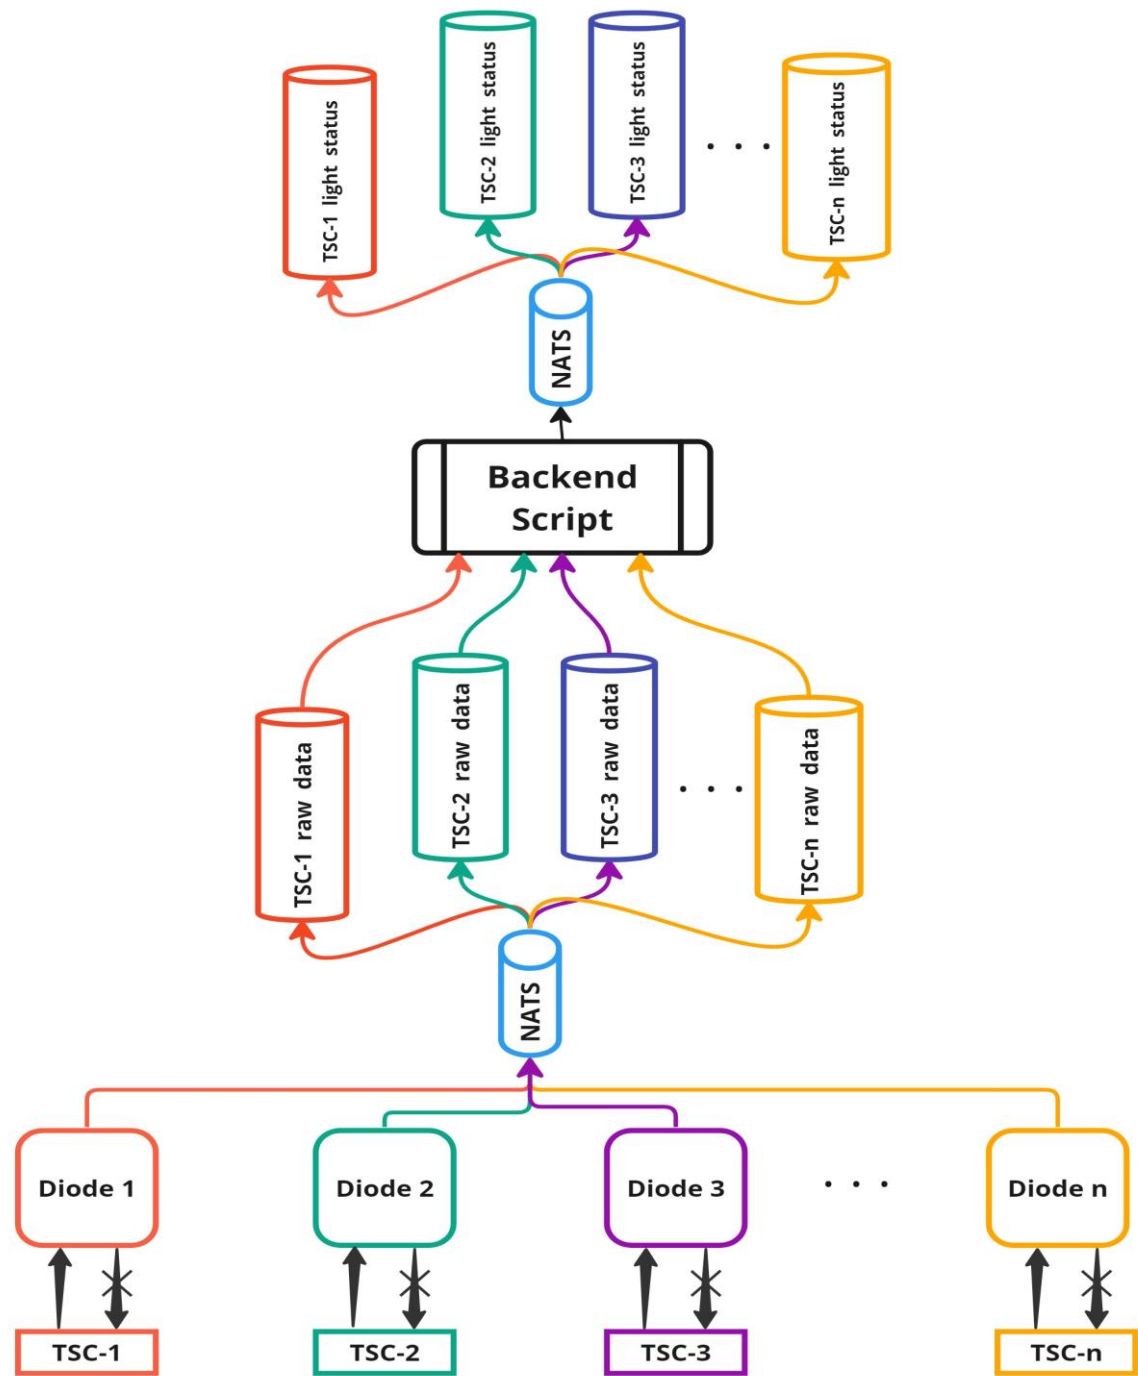 TSC-1 light status
TSC-2 light status
TSC-3 light status
. . .
TSC-n light status
NATS
Backend
Script
TSC-1 raw data
TSC-2 raw data
TSC-3 raw data
. . .
TSC-n raw data
NATS
Diode 1
Diode 2
Diode 3
. . .
Diode n
TSC-1
TSC-2
TSC-3
TSC-n